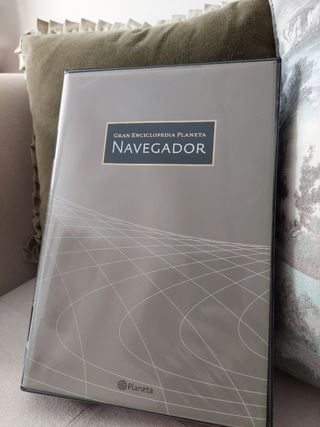 GRAN ENCICLOPEDIA PLANETA
NAVEGADOR
Planeta